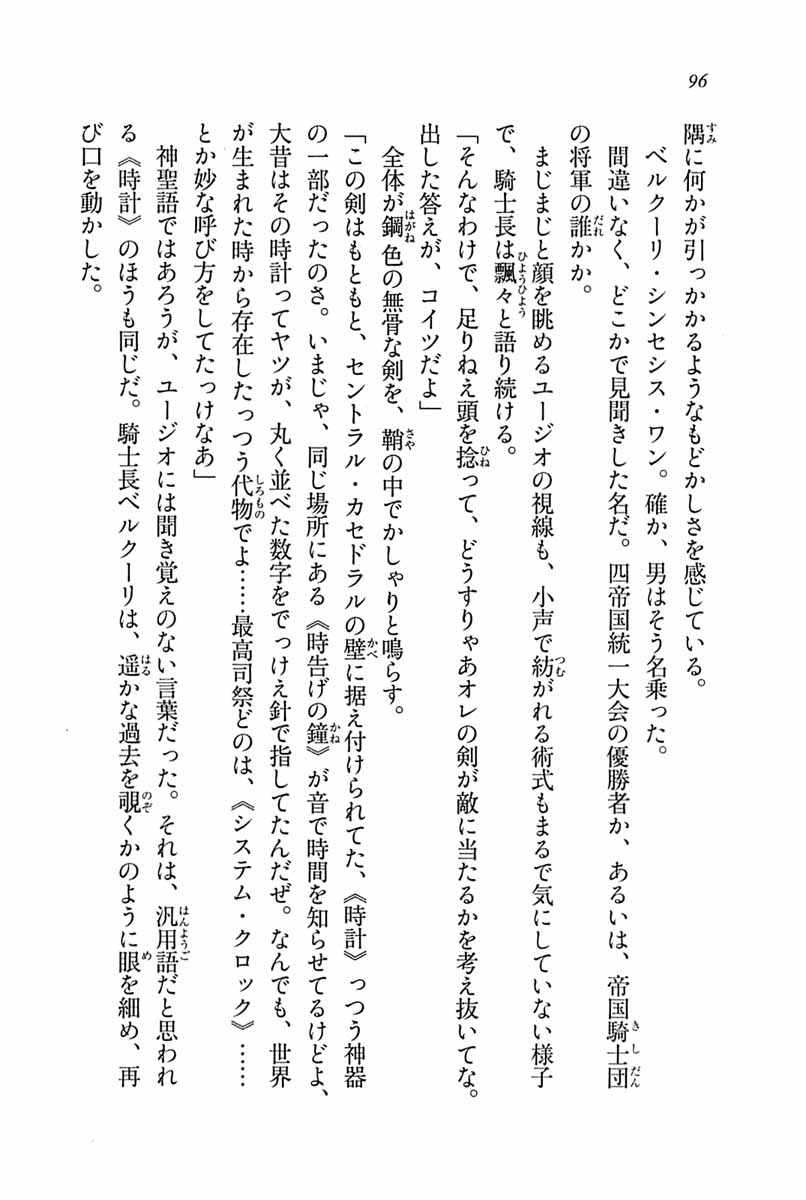 96
隅に何かが引っかかるようなもどかしさを感じている。
ベルクーリ・シンセシス・ワン。確か、男はそう名乗った。
間違いなく、どこかで見聞きした名だ。四帝国統一大会の優勝者か、あるいは、帝国騎士団
の将軍の誰かか。
まじまじと顔を眺めるユージオの視線も、小声で紡がれる術式もまるで気にしていない様子
で、騎士長は飄々と語り続ける。
「そんなわけで、足りねえ頭を捻って、どうすりゃあオレの剣が敵に当たるかを考え抜いてな。
出した答えが、コイツだよ」
全体が鋼色の無骨な剣を、鞘の中でかしゃりと鳴らす。
「この剣はもともと、セントラル・カセドラルの壁に据え付けられてた、《時計》っつう神器
の一部だったのさ。いまじゃ、同じ場所にある《時告げの鐘》が音で時間を知らせてるけどよ、
大昔はその時計ってヤツが、丸く並べた数字をでっけえ針で指してたんだぜ。なんでも、世界
が生まれた時から存在したっつう代物でよ……最高司祭どのは、《システム・クロック》……
とか妙な呼び方をしてたっけなあ」
神聖語ではあろうが、ユージオには聞き覚えのない言葉だった。それは、汎用語だと思われ
る《時計》のほうも同じだ。騎士長ベルクーリは、遥かな過去を覗くかのように眼を細め、再
び口を動かした。